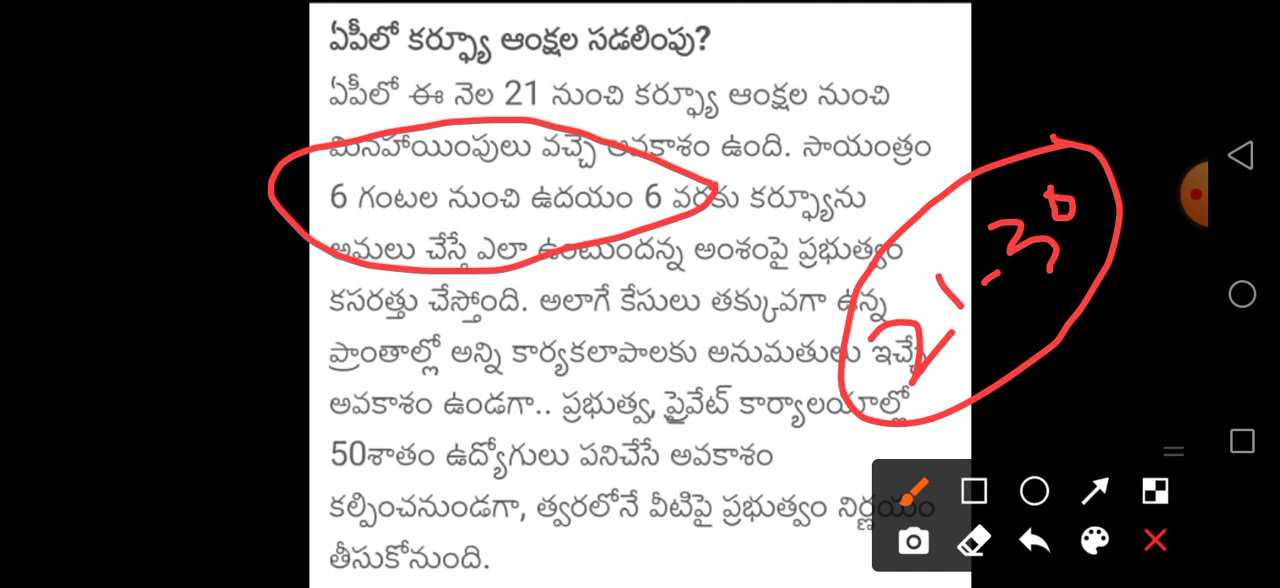 ఏపీలో కర్ఫ్యూ ఆంక్షల సడలింపు?
ఏపీలో ఈ నెల 21 నుంచి కర్ఫ్యూ ఆంక్షల నుంచి
మినహాయింపులు వచ్చే అవకాశం ఉంది. సాయంత్రం
6 గంటల నుంచి ఉదయం 6 వరకు కర్ఫ్యూను
అమలు చేస్తే ఎలా ఉంటుందన్న అంశంపై ప్రభుత్వం
కసరత్తు చేస్తోంది. అలాగే కేసులు తక్కువగా ఉన్న
ప్రాంతాల్లో అన్ని కార్యకలాపాలకు అనుమతులు ఇచ్చే
అవకాశం ఉండగా.. ప్రభుత్వ, ప్రైవేట్ కార్యాలయాల్లో
50శాతం ఉద్యోగులు పనిచేసే అవకాశం
కల్పించనుండగా, త్వరలోనే వీటిపై ప్రభుత్వం నిర్ణయం
తీసుకోనుంది.
21-30